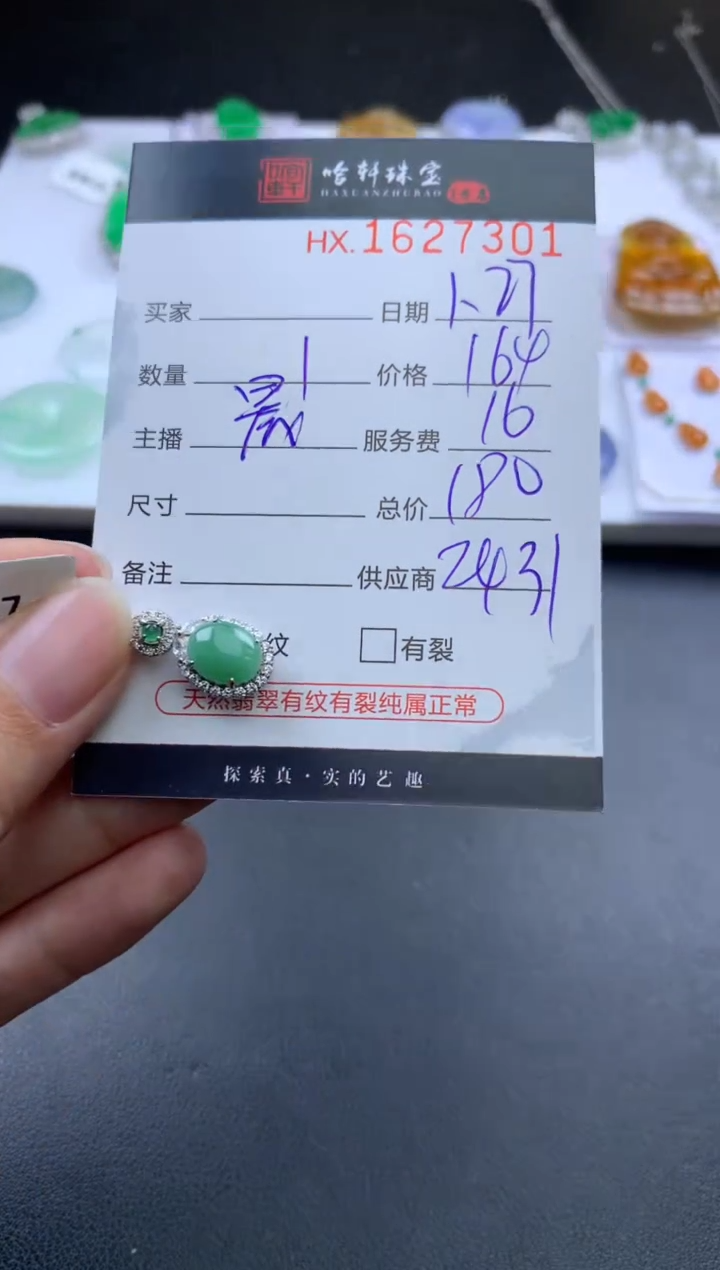 哈轩珠宝
HAXUANZHUBAO
HX.1627301
买家 日期 1.27
数量 1 价格 164
主播 服务费 16
尺寸 总价 180
备注 供应商 2431
纹 有裂
天然翡翠有纹有裂纯属正常
探索真·实的艺趣
7